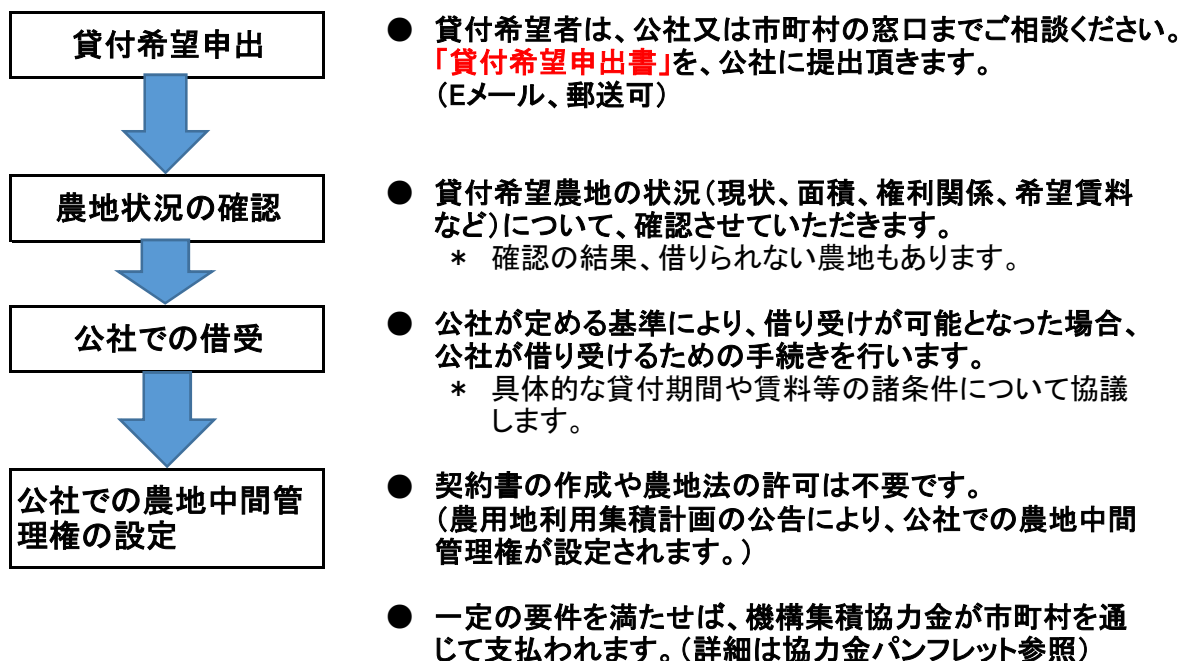 貸付希望申出
● 貸付希望者は、公社又は市町村の窓口までご相談ください。
「貸付希望申出書」を、公社に提出頂きます。
(Eメール、郵送可)
農地状況の確認
● 貸付希望農地の状況(現状、面積、権利関係、希望賃料
など)について、確認させていただきます。
* 確認の結果、借りられない農地もあります。
公社での借受
● 公社が定める基準により、借り受けが可能となった場合、
公社が借り受けるための手続きを行います。
* 具体的な貸付期間や賃料等の諸条件について協議
します。
公社での農地中間管
理権の設定
● 契約書の作成や農地法の許可は不要です。
(農用地利用集積計画の公告により、公社での農地中間
管理権が設定されます。)
● 一定の要件を満たせば、機構集積協力金が市町村を通
じて支払われます。(詳細は協力金パンフレット参照)